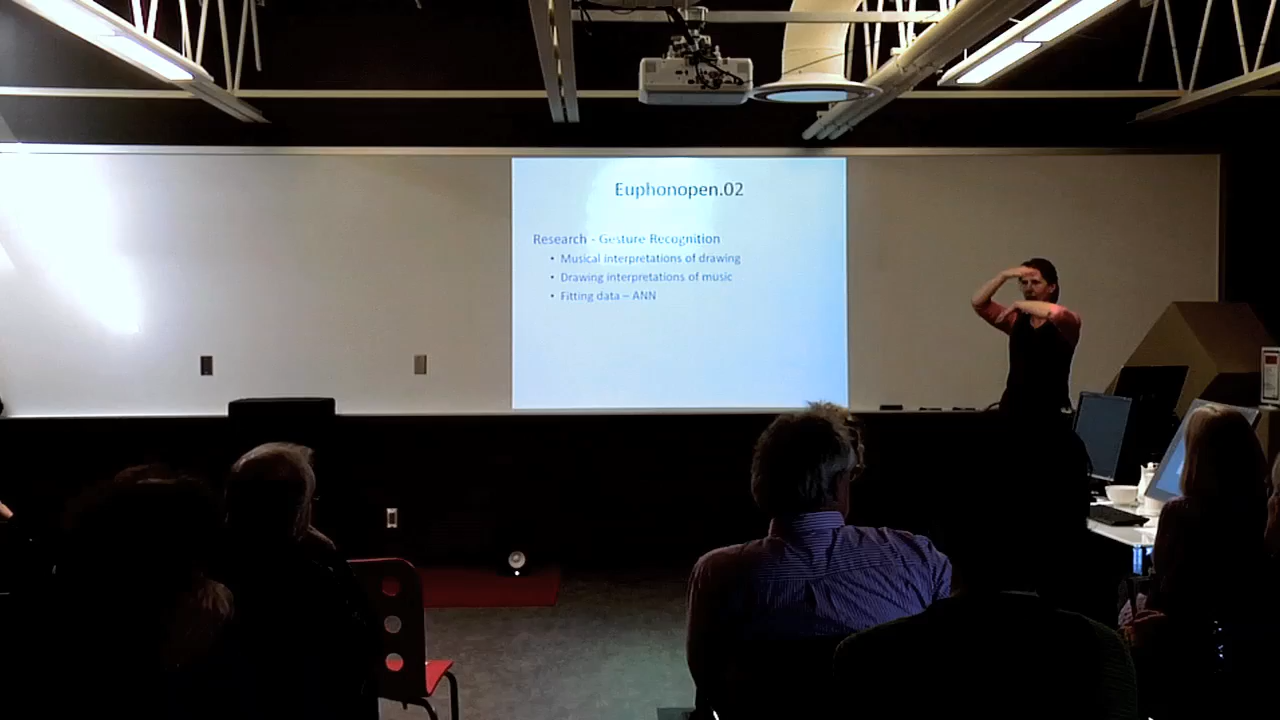 Euphonopen.02
Research - Gesture Recognition
• Musical interpretations of drawing
• Drawing interpretations of music
• Fitting data – ANN